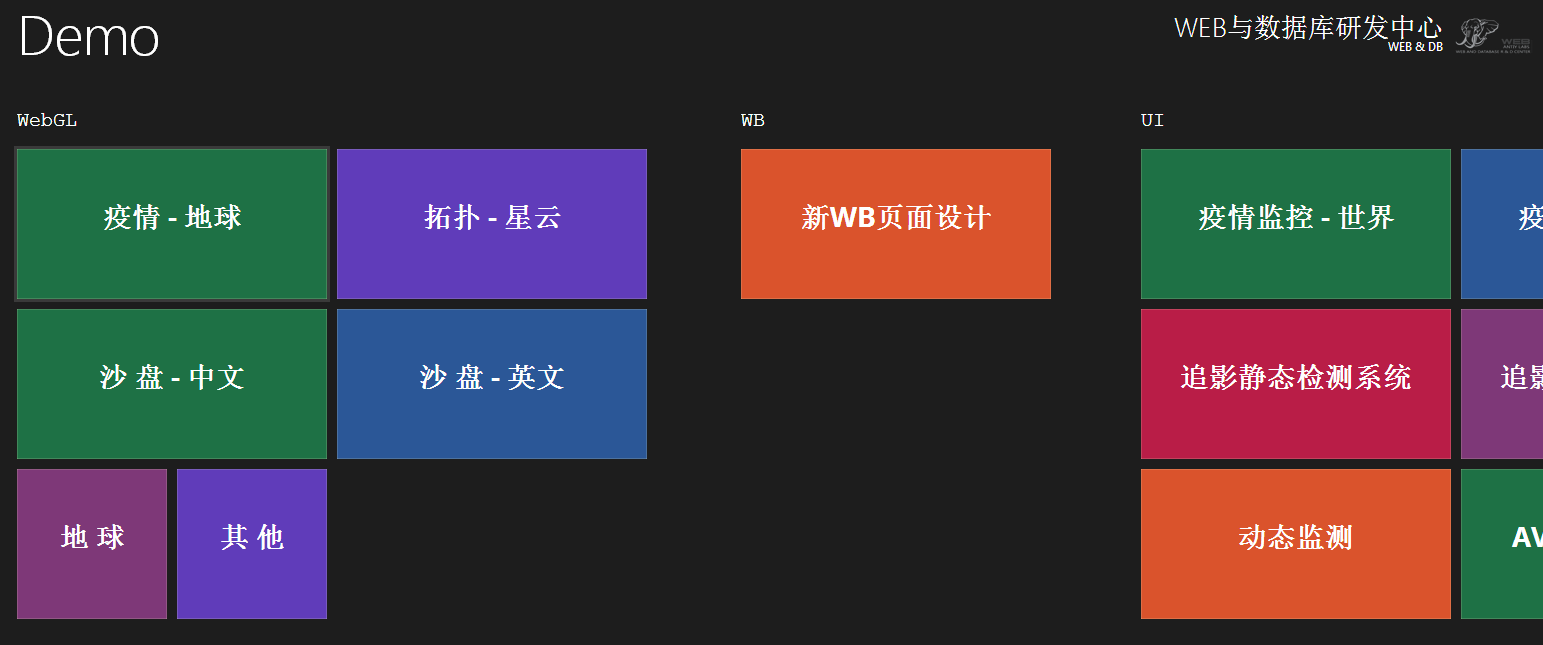 Demo
WEB与数据库研发中心
WEB & DB
WEB
WebGL
WB
UI
疫情 - 地球
拓扑 - 星云
新WB页面设计
疫情监控 - 世界
疫
沙 盘 - 中文
沙 盘 - 英文
追影静态检测系统
追影
地 球
其 他
动态监测
AV